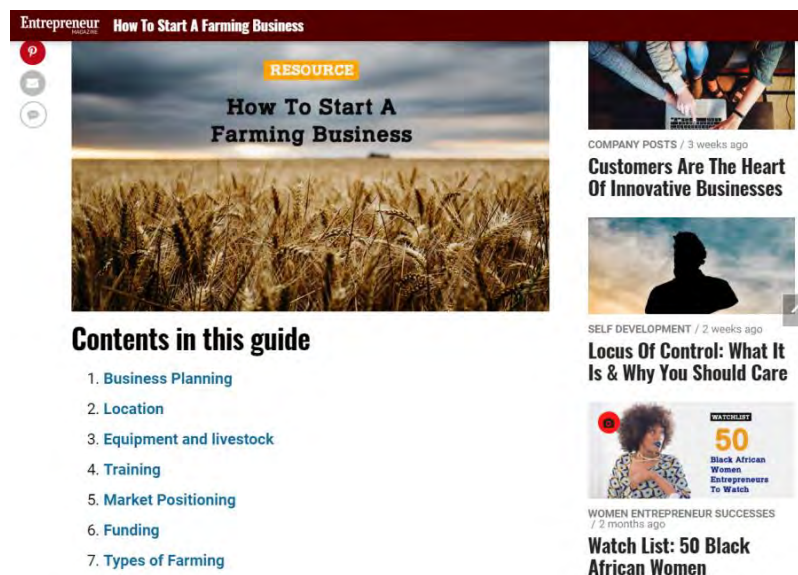 Entrepreneur
MAGAZINE
How To Start A Farming Business
RESOURCE
How To Start A
Farming Business
Contents in this guide
1. Business Planning
2. Location
3. Equipment and livestock
4. Training
5. Market Positioning
6. Funding
7. Types of Farming
COMPANY POSTS / 3 weeks ago
Customers Are The Heart
Of Innovative Businesses
SELF DEVELOPMENT / 2 weeks ago
Locus Of Control: What It
Is & Why You Should Care
WATCHLIST
50
Black African
Women
Entrepreneurs
To Watch
WOMEN ENTREPRENEUR SUCCESSES
/ 2 months ago
Watch List: 50 Black
African Women